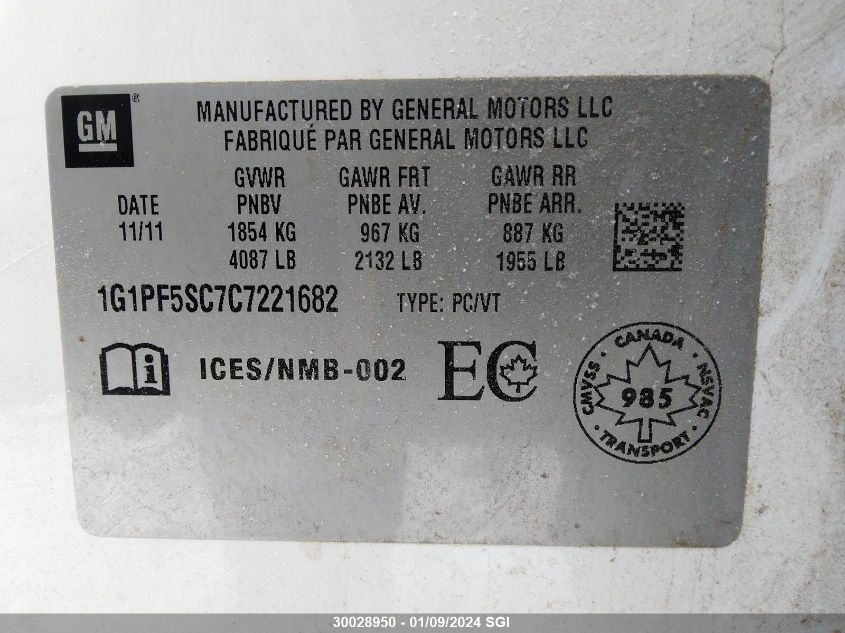 GM
MANUFACTURED BY GENERAL MOTORS LLC
FABRIQUÉ PAR GENERAL MOTORS LLC
GVWR GAWR FRT GAWR RR
DATE PNBV PNBE AV. PNBE ARR.
11/11 1854 KG 967 KG 887 KG
4087 LB 2132 LB 1955 LB
1G1PF5SC7C7221682 TYPE: PC/VT
i ICES/NMB-002 EC
CANADA
CMVSS 985 NSVAC
TRANSPORT
30028950 - 01/09/2024 SGI